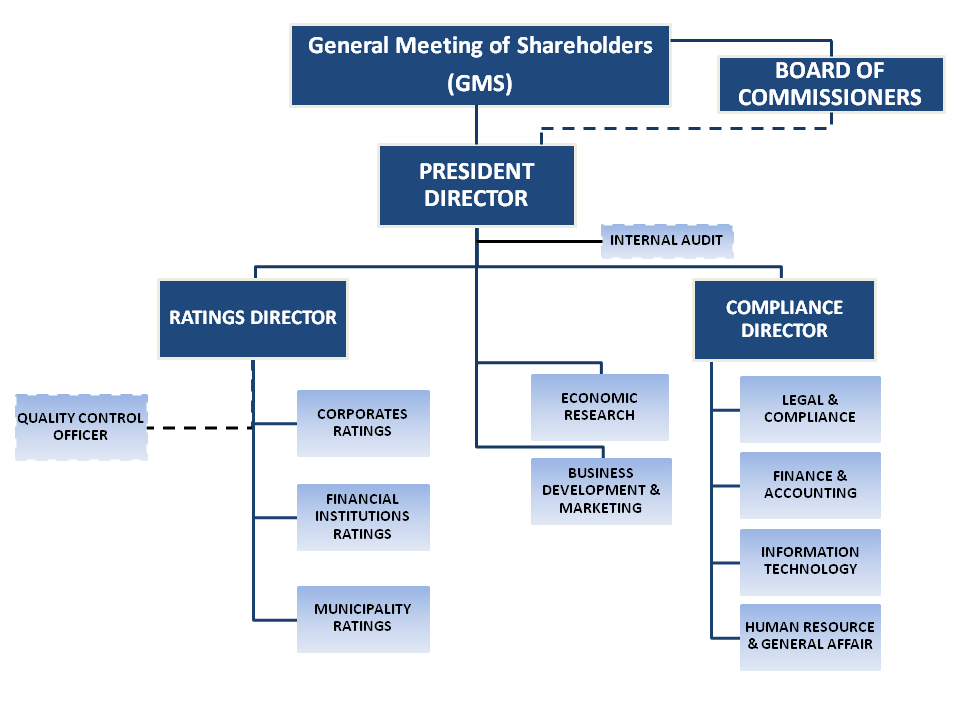 General Meeting of Shareholders
(GMS)
BOARD OF
COMMISSIONERS
PRESIDENT
DIRECTOR
INTERNAL AUDIT
RATINGS DIRECTOR
COMPLIANCE
DIRECTOR
QUALITY CONTROL
OFFICER
CORPORATES
RATINGS
FINANCIAL
INSTITUTIONS
RATINGS
MUNICIPALITY
RATINGS
ECONOMIC
RESEARCH
BUSINESS
DEVELOPMENT &
MARKETING
LEGAL &
COMPLIANCE
FINANCE &
ACCOUNTING
INFORMATION
TECHNOLOGY
HUMAN RESOURCE
& GENERAL AFFAIR